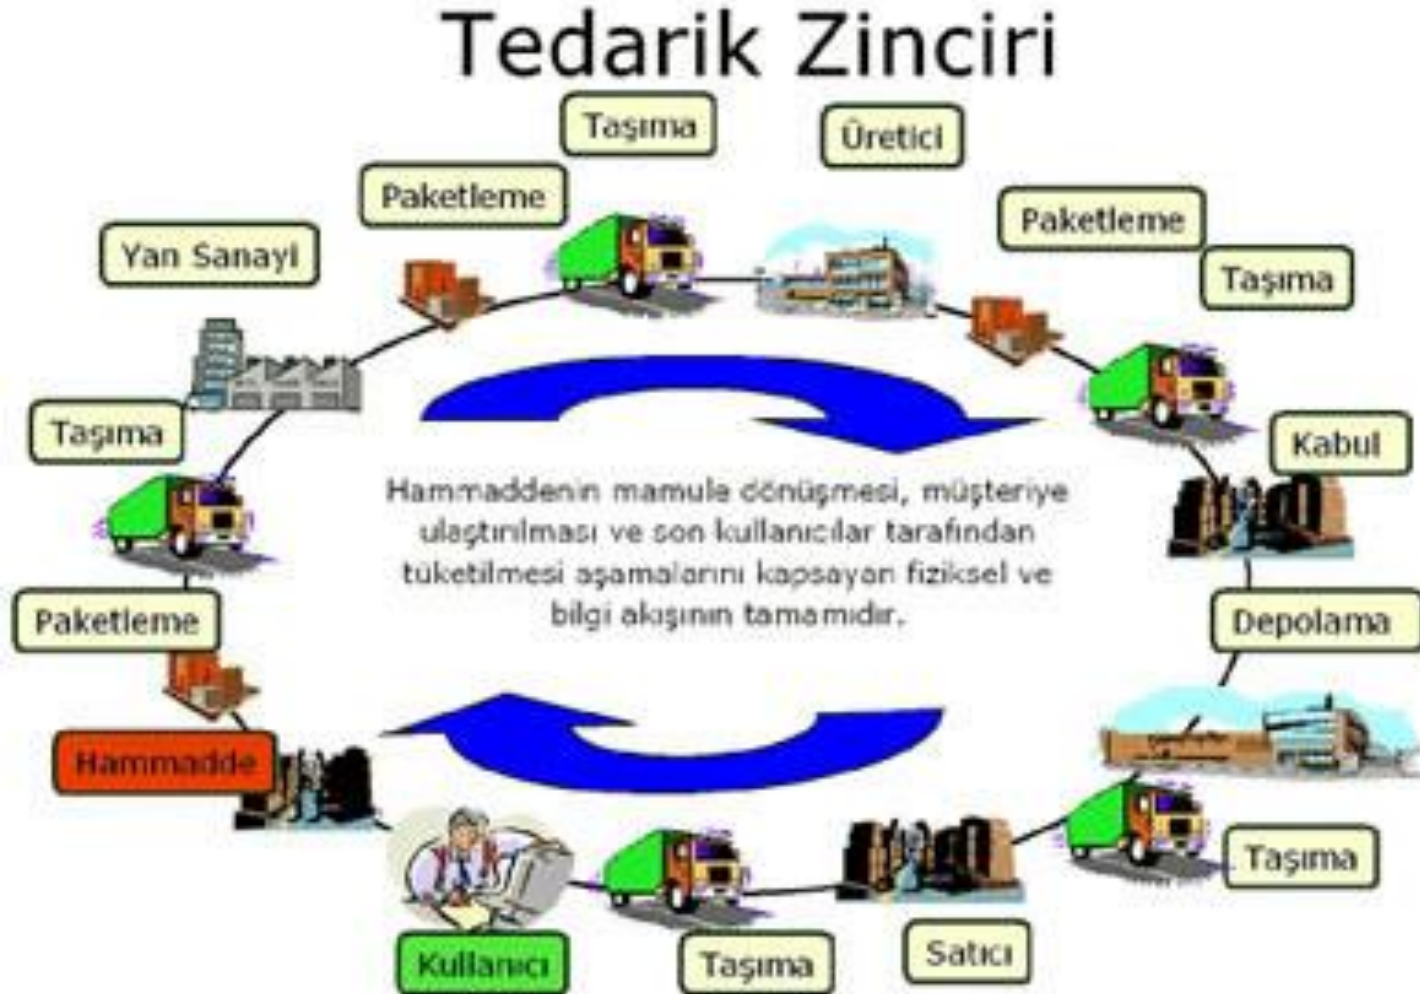 Tedarik Zinciri
Taşıma
Üretici
Paketleme
Paketleme
Yan Sanayi
Taşıma
Taşıma
Kabul
Hammaddenin mamule dönüşmesi, müşteriye
ulaştırılması ve son kullanıcılar tarafından
tüketilmesi aşamalarını kapsayan fiziksel ve
bilgi akışının tamamıdır.
Paketleme
Depolama
Hammadde
Taşıma
Kullanıcı
Taşıma
Satıcı